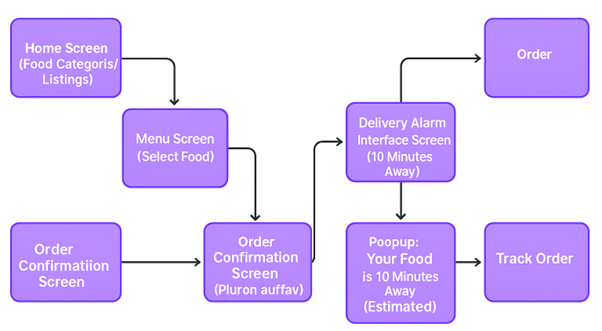 Home Screen
(Food Categoris/
Listings)
Order
Menu Screen
(Select Food)
Delivery Alarm
Interface Screen
(10 Minutes
Away)
Order
Confirmatiion
Screen
Order
Confirmation
Screen
(Pluron auffav)
Poopup:
Your Food
is 10 Minutes
Away
(Estimated)
Track Order